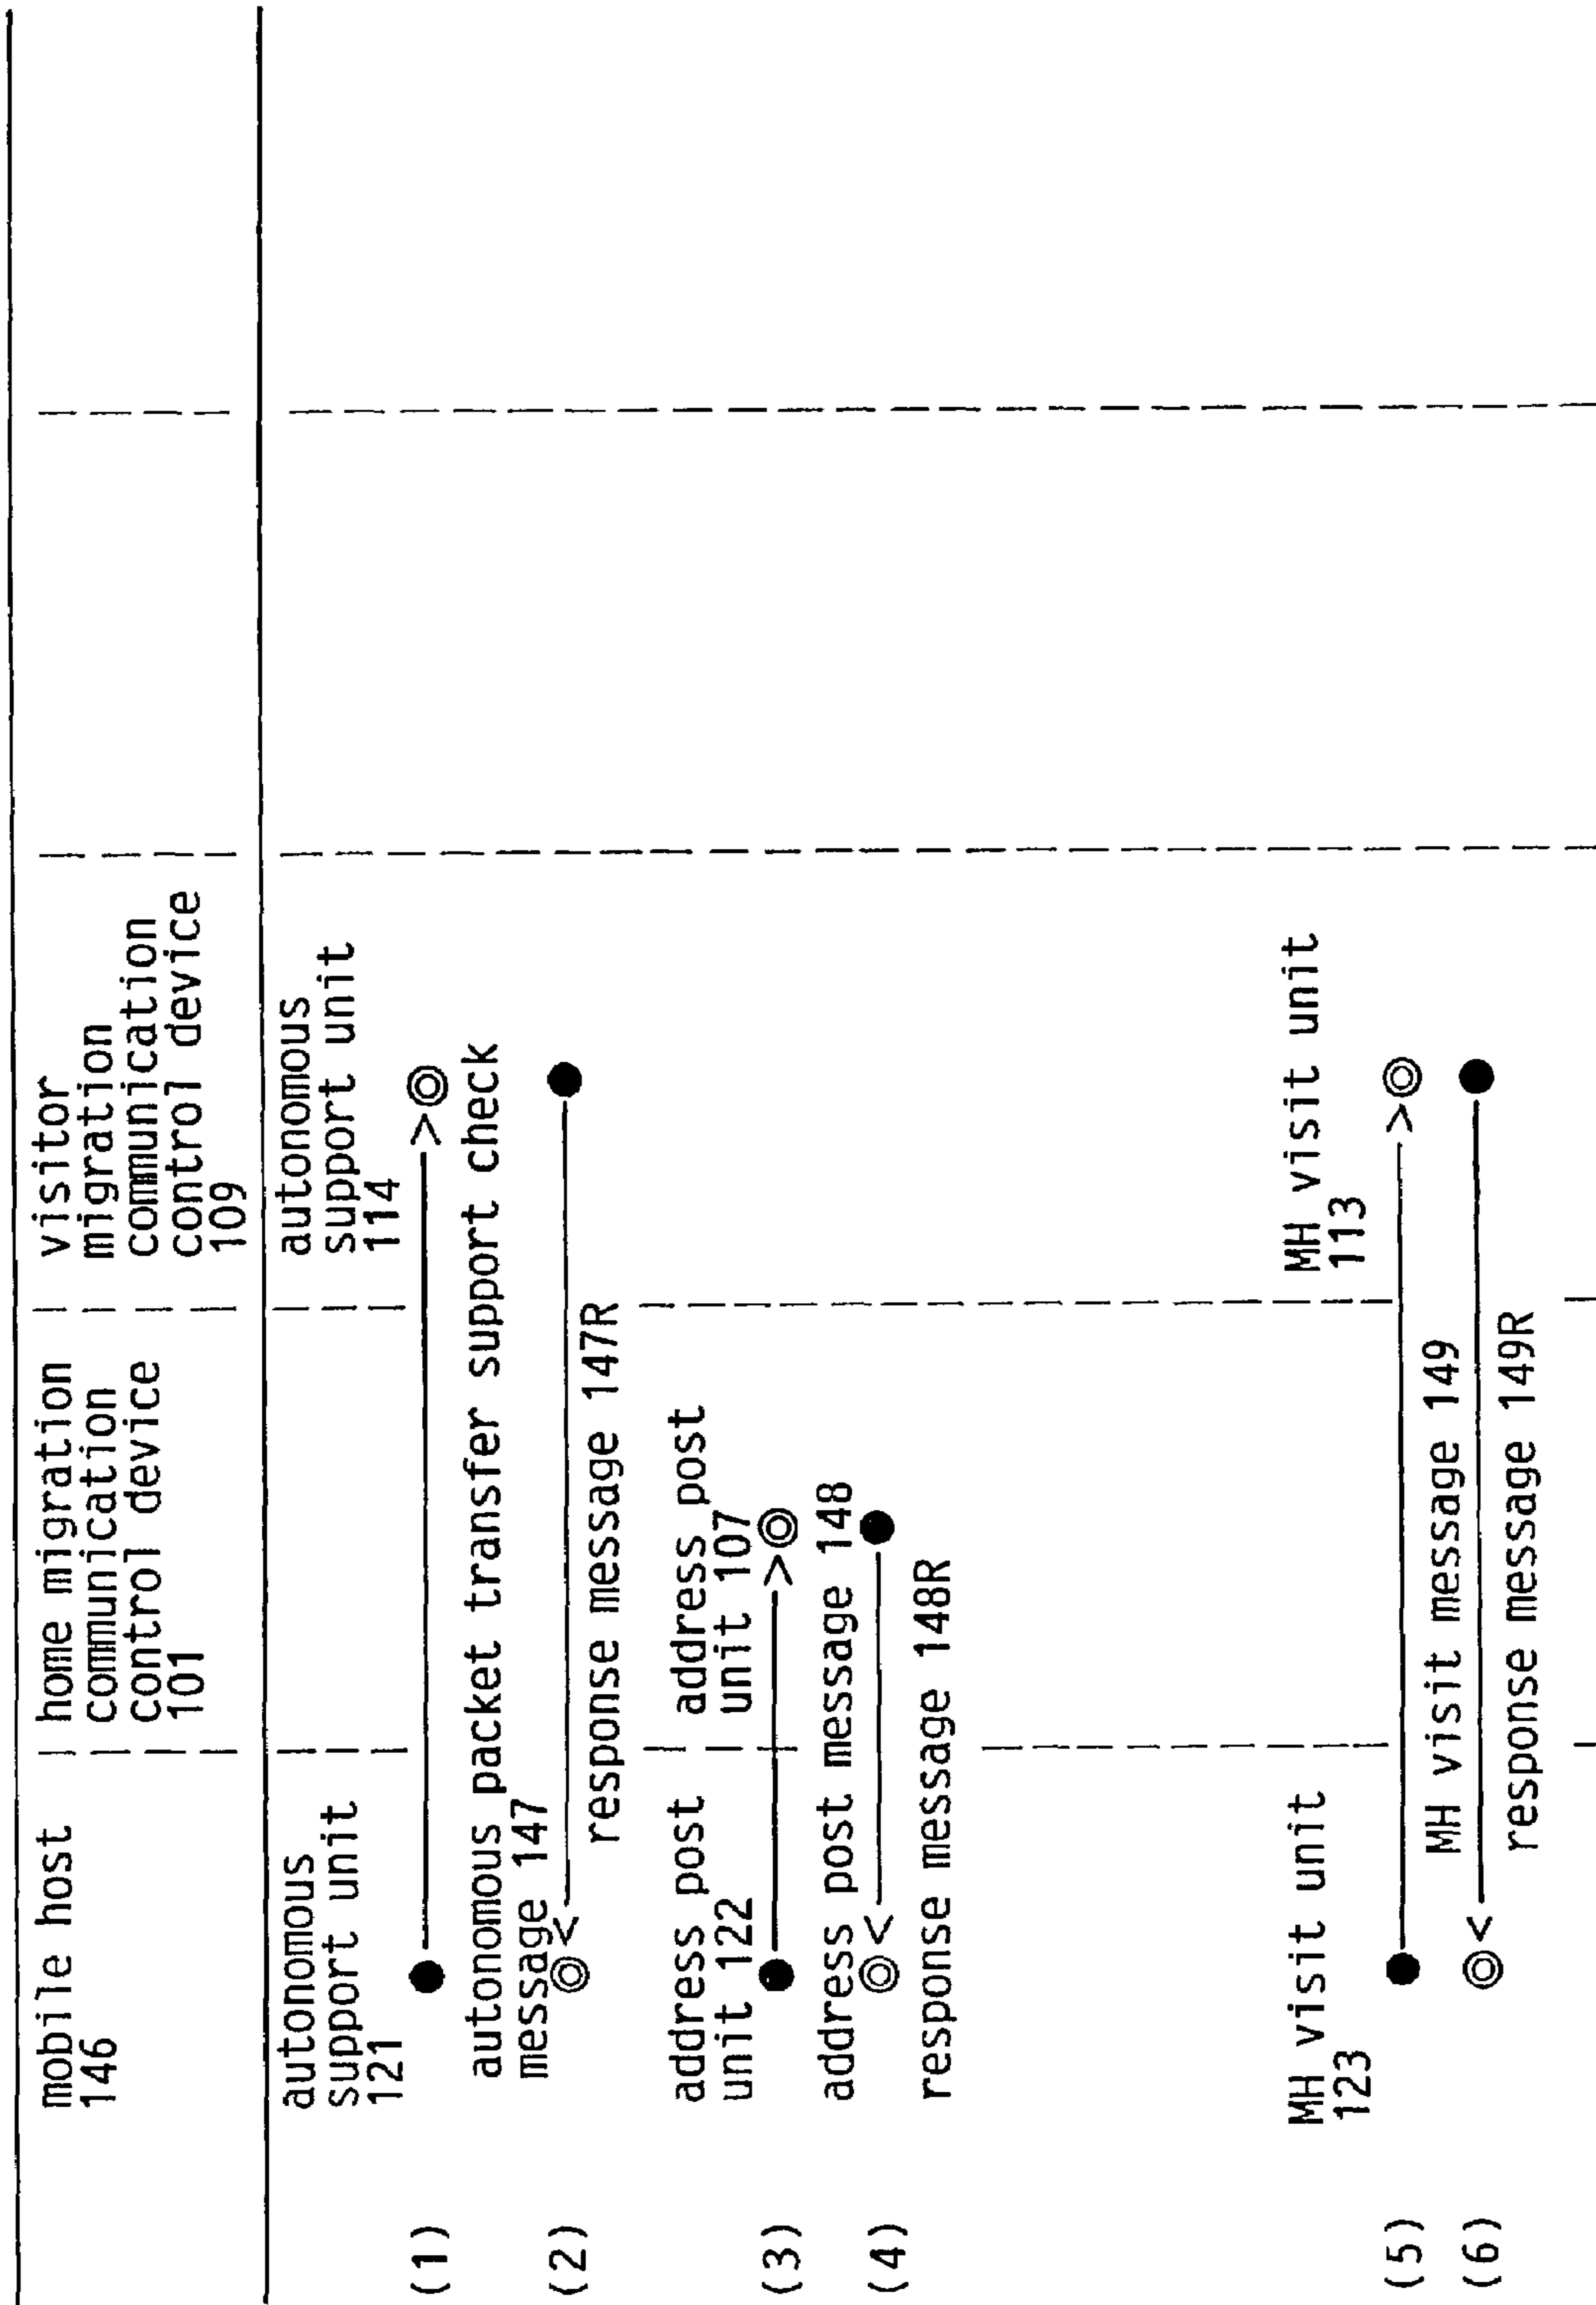 mobile host
146
home migration
communication
control device
101
visitor
migration
communication
control device
109
autonomous
support unit
121
autonomous
support unit
114
(1)
autonomous packet transfer support check
message 147
(2)
response message 147R
address post
unit 122
address post
unit 107
(3)
address post message 148
(4)
response message 148R
MH visit unit
123
MH visit unit
113
(5)
MH visit message 149
(6)
response message 149R